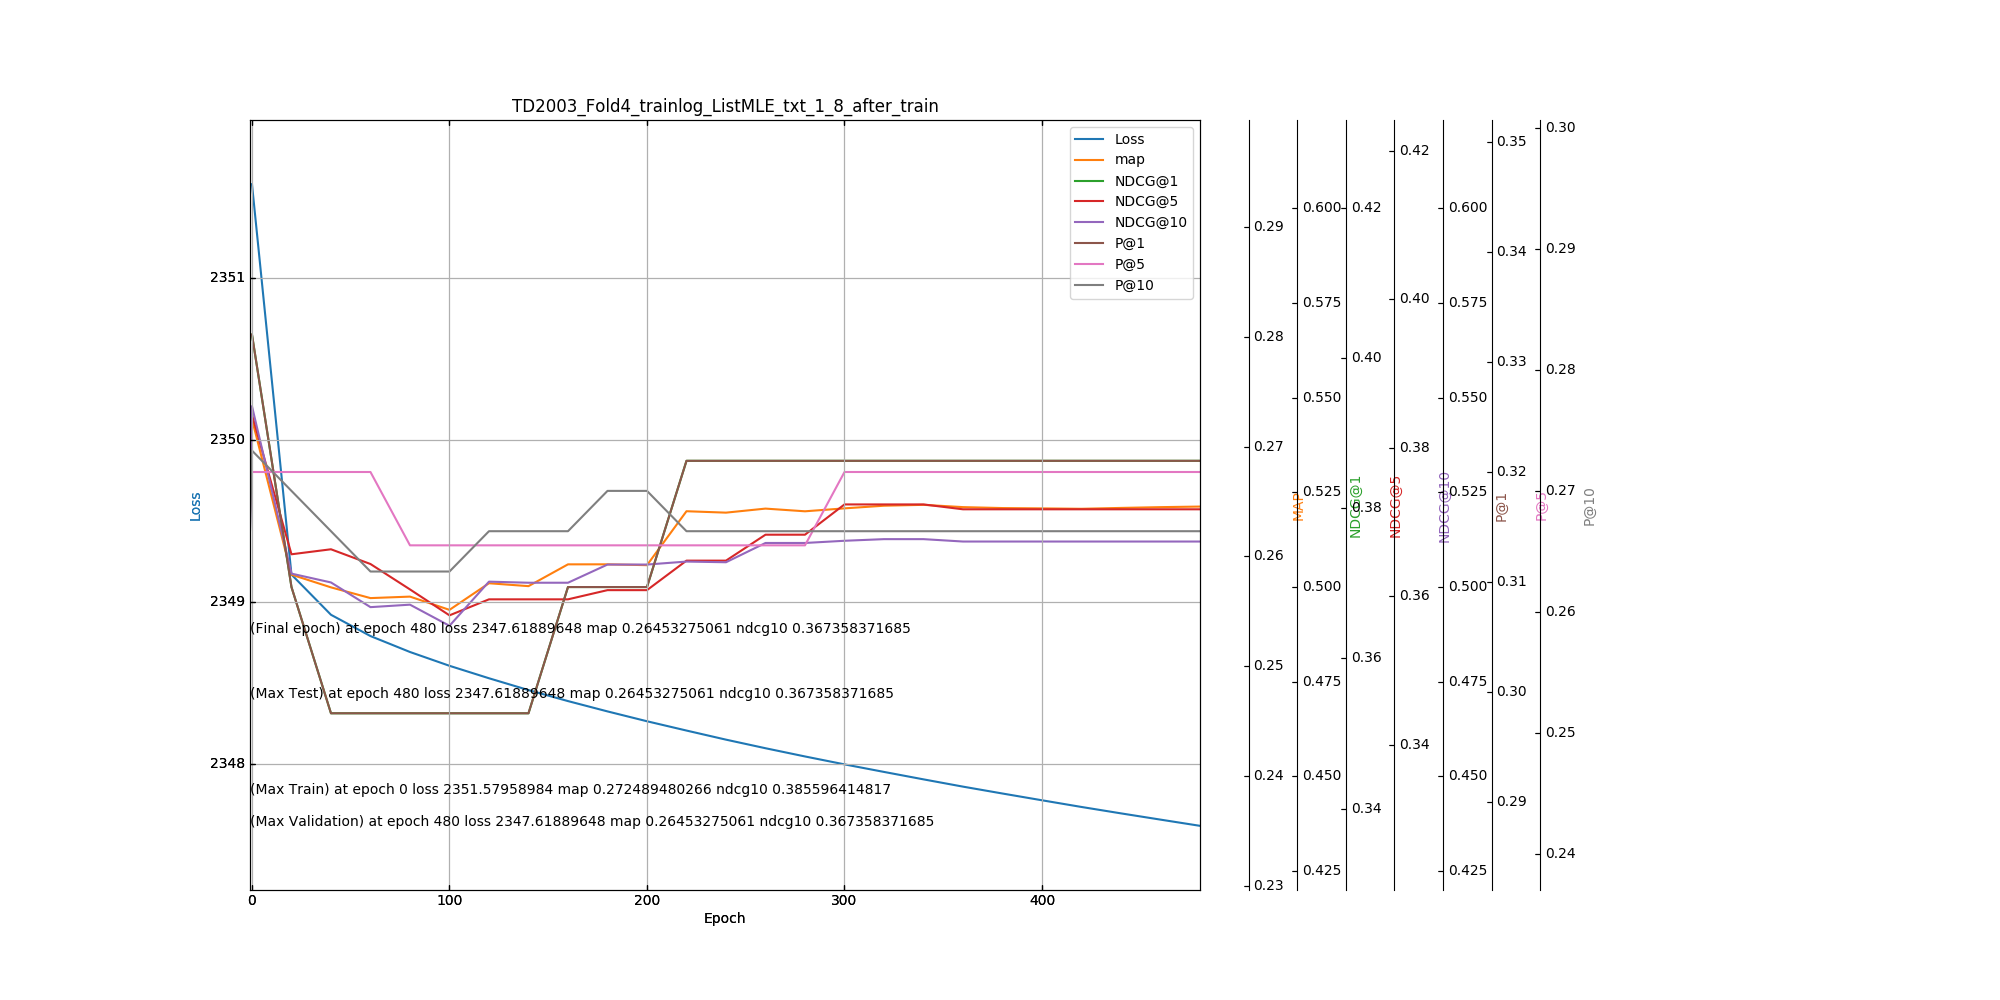 TD2003_Fold4_trainlog_ListMLE_txt_1_8_after_train
Loss
map
NDCG@1
NDCG@5
NDCG@10
P@1
P@5
P@10
2351
2350
2349
2348
Loss
(Final epoch) at epoch 480 loss 2347.61889648 map 0.26453275061 ndcg10 0.367358371685
(Max Test) at epoch 480 loss 2347.61889648 map 0.26453275061 ndcg10 0.367358371685
(Max Train) at epoch 0 loss 2351.57958984 map 0.272489480266 ndcg10 0.385596414817
(Max Validation) at epoch 480 loss 2347.61889648 map 0.26453275061 ndcg10 0.367358371685
0 100 200 300 400
Epoch
0.29
0.28
0.27
0.26
0.25
0.24
0.23
MAP
0.600
0.575
0.550
0.525
0.500
0.475
0.450
0.425
NDCG@1
0.42
0.40
0.38
0.36
0.34
NDCG@5
0.42
0.40
0.38
0.36
0.34
NDCG@10
0.600
0.575
0.550
0.525
0.500
0.475
0.450
0.425
P@1
0.35
0.34
0.33
0.32
0.31
0.30
0.29
P@5
0.30
0.29
0.28
0.27
0.26
0.25
0.24
P@10